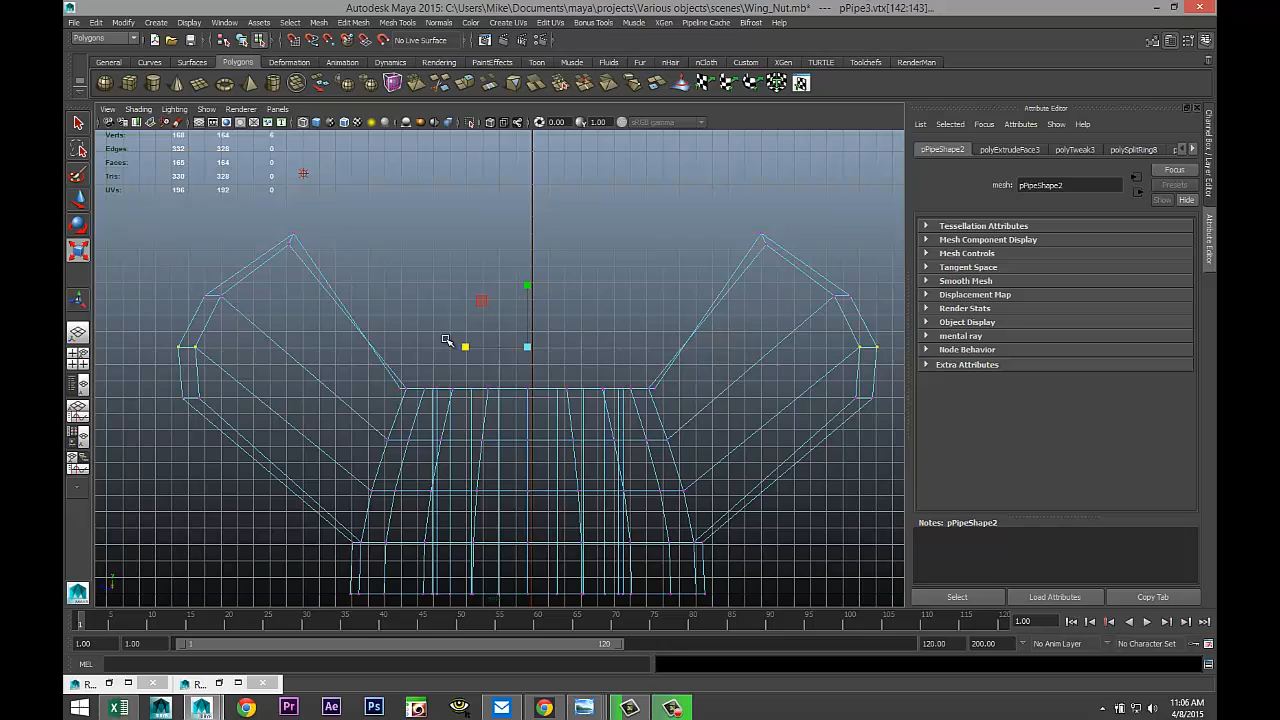 Autodesk Maya 2015: C:\Users\Mike\Documents\maya\projects\Various objects\scenes\Wing_Nut.mb* --- pPipe3.vtx[142:143]...
File Edit Modify Create Display Window Assets Select Mesh Edit Mesh Mesh Tools Normals Color Create UVs Edit UVs Bonus Tools Muscle XGen Pipeline Cache Bifrost Help
Polygons No Live Surface
General Curves Surfaces Polygons Deformation Animation Dynamics Rendering PaintEffects Toon Muscle Fluids Fur nHair nCloth Custom XGen TURTLE Toolchefs RenderMan
View Shading Lighting Show Renderer Panels
0.00 1.00 sRGB gamma
Verts: 168 164 6
Edges: 332 328 0
Faces: 165 164 0
Tris: 330 328 0
UVs: 196 192 0
Attribute Editor
List Selected Focus Attributes Show Help
pPipeShape2 polyExtrudeFace3 polyTweak3 polySplitRing8
Focus
mesh: pPipeShape2 Presets
Show Hide
Tessellation Attributes
Mesh Component Display
Mesh Controls
Tangent Space
Smooth Mesh
Displacement Map
Render Stats
Object Display
mental ray
Node Behavior
Extra Attributes
Notes: pPipeShape2
Select Load Attributes Copy Tab
Channel Box / Layer Editor
Attribute Editor
5 10 15 20 25 30 35 40 45 50 55 60 65 70 75 80 85 90 95 100 105 110 115 120 1.00
1.00 1.00 1 120 120.00 200.00 No Anim Layer No Character Set
MEL
R... R...
11:06 AM
4/8/2015